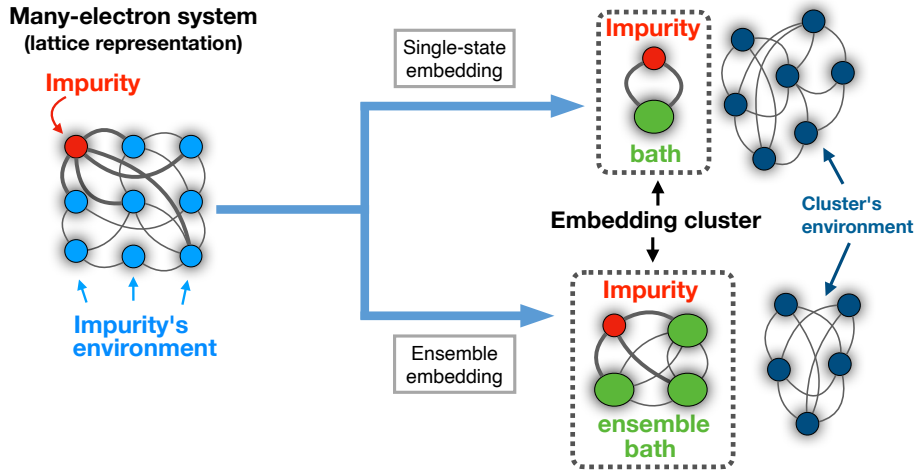 Many-electron system
(lattice representation)
Impurity
Impurity's
environment
Single-state
embedding
Ensemble
embedding
Impurity
bath
Embedding cluster
Impurity
ensemble
bath
Cluster's
environment